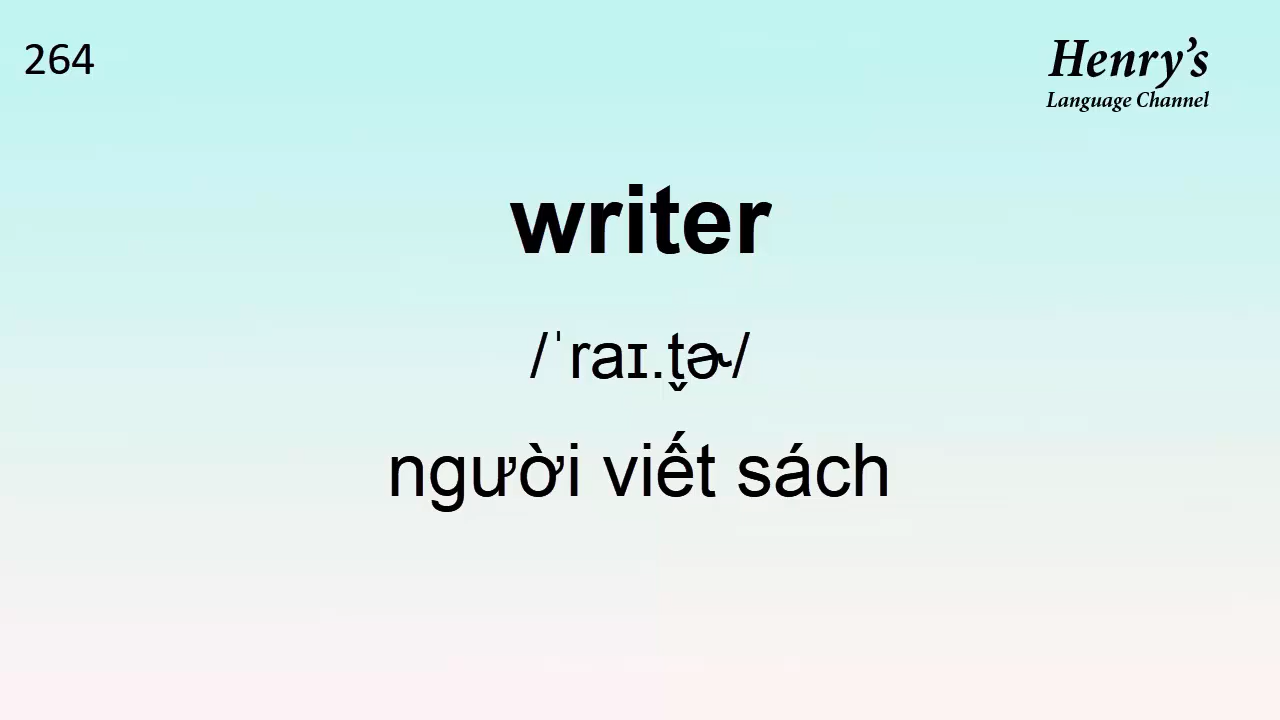 264
Henry's
Language Channel
writer
/ˈraɪ.t̬ɚ/
người viết sách